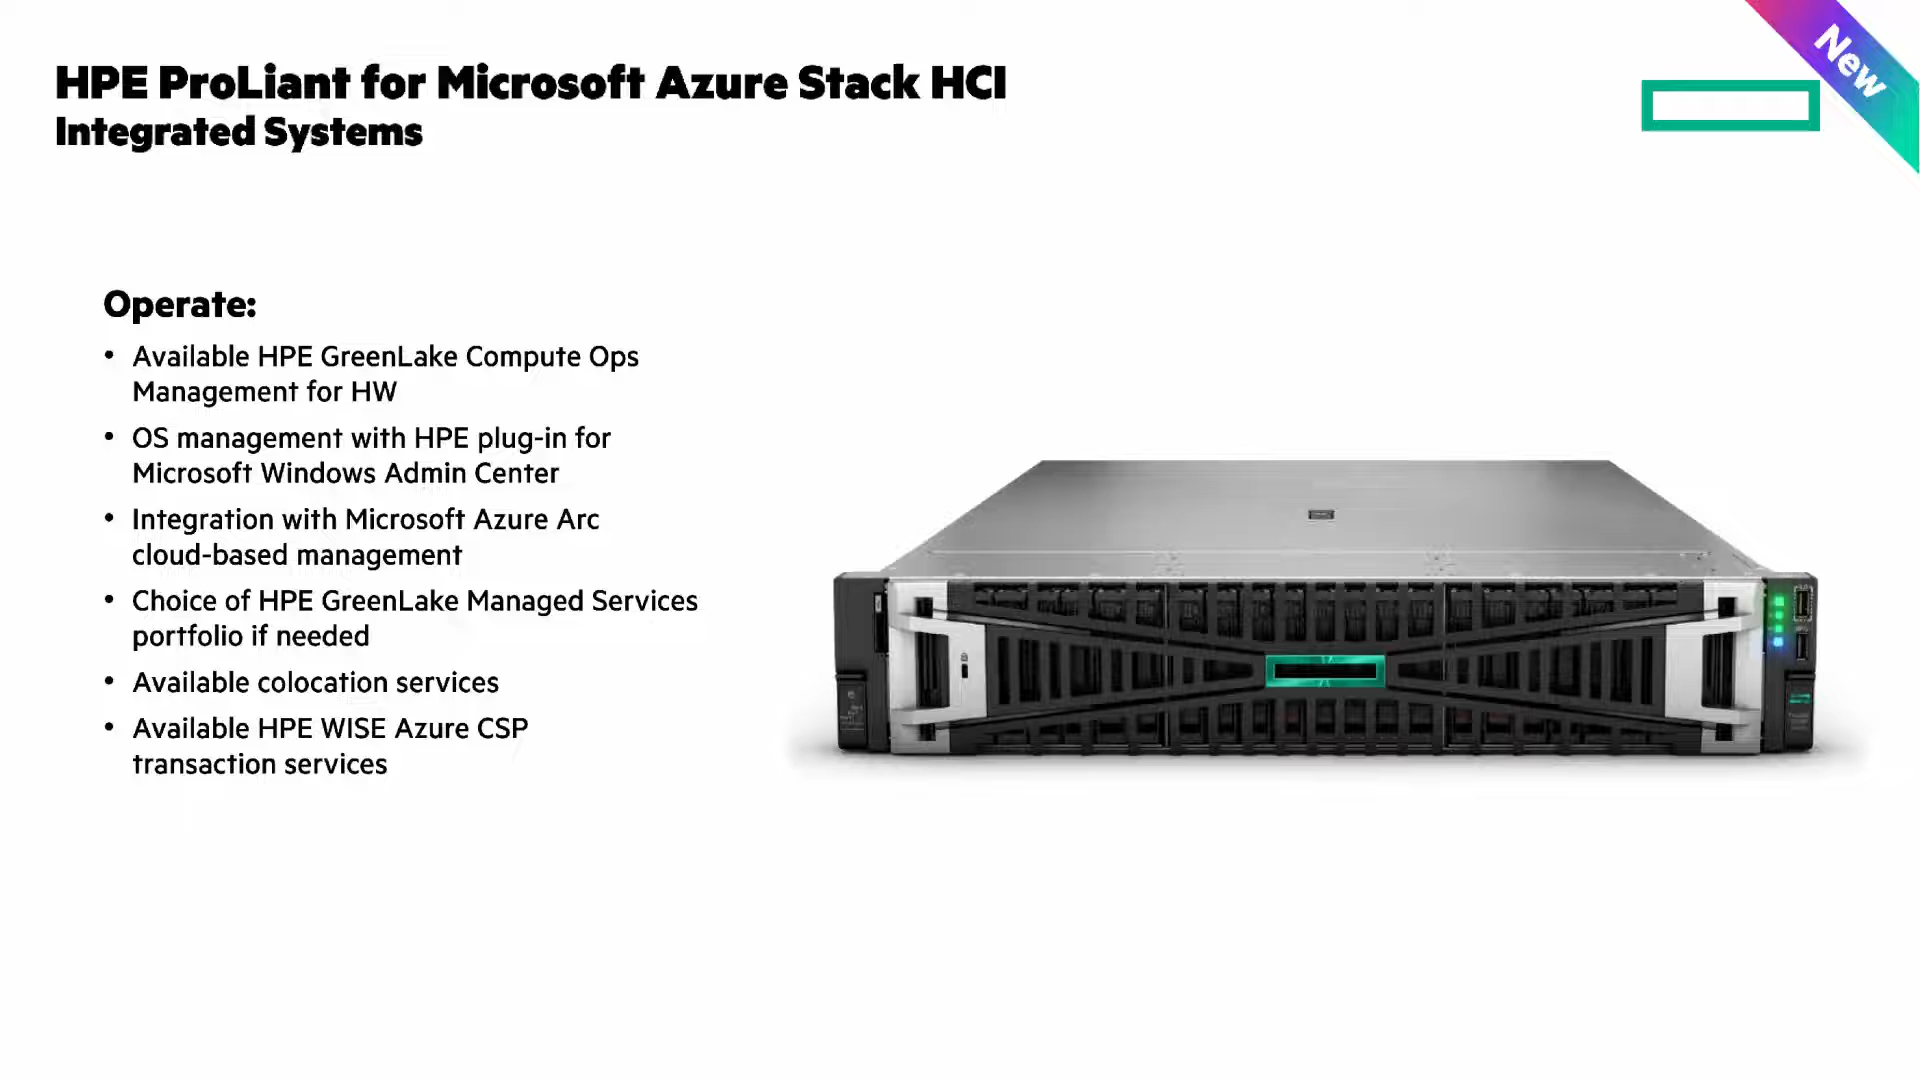 HPE ProLiant for Microsoft Azure Stack HCI
Integrated Systems
New
Operate:
• Available HPE GreenLake Compute Ops
Management for HW
• OS management with HPE plug-in for
Microsoft Windows Admin Center
• Integration with Microsoft Azure Arc
cloud-based management
• Choice of HPE GreenLake Managed Services
portfolio if needed
• Available colocation services
• Available HPE WISE Azure CSP
transaction services